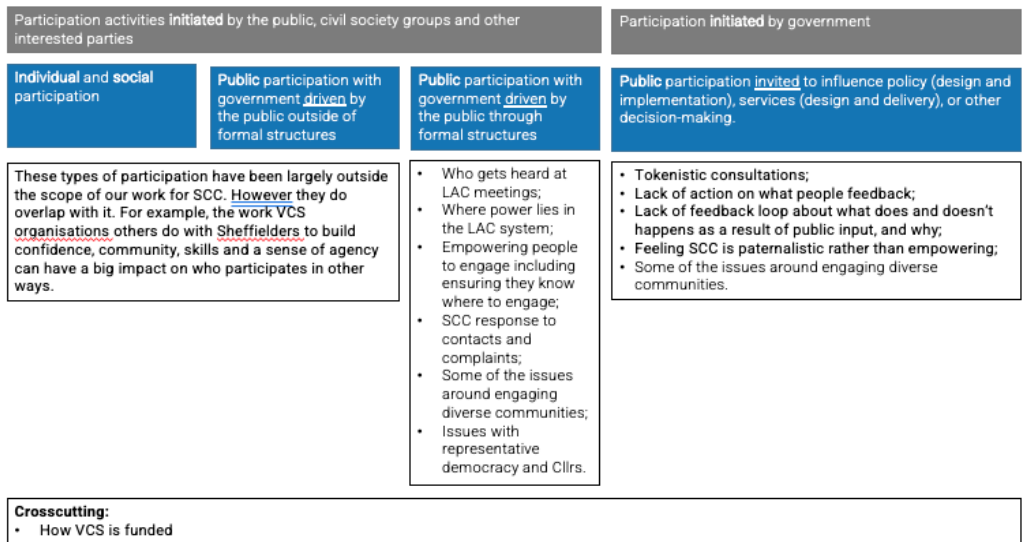 Participation activities initiated by the public, civil society groups and other
interested parties
Participation initiated by government
Individual and social
participation
Public participation with
government driven by
the public outside of
formal structures
Public participation with
government driven by
the public through
formal structures
Public participation invited to influence policy (design and
implementation), services (design and delivery), or other
decision-making.
These types of participation have been largely outside
the scope of our work for SCC. However they do
overlap with it. For example, the work VCS
organisations others do with Sheffielders to build
confidence, community, skills and a sense of agency
can have a big impact on who participates in other
ways.
• Who gets heard at
LAC meetings;
• Where power lies in
the LAC system;
• Empowering people
to engage including
ensuring they know
where to engage;
• SCC response to
contacts and
complaints;
• Some of the issues
around engaging
diverse communities;
• Issues with
representative
democracy and Cllrs.
• Tokenistic consultations;
• Lack of action on what people feedback;
• Lack of feedback loop about what does and doesn't
happens as a result of public input, and why;
• Feeling SCC is paternalistic rather than empowering;
• Some of the issues around engaging diverse
communities.
Crosscutting:
• How VCS is funded